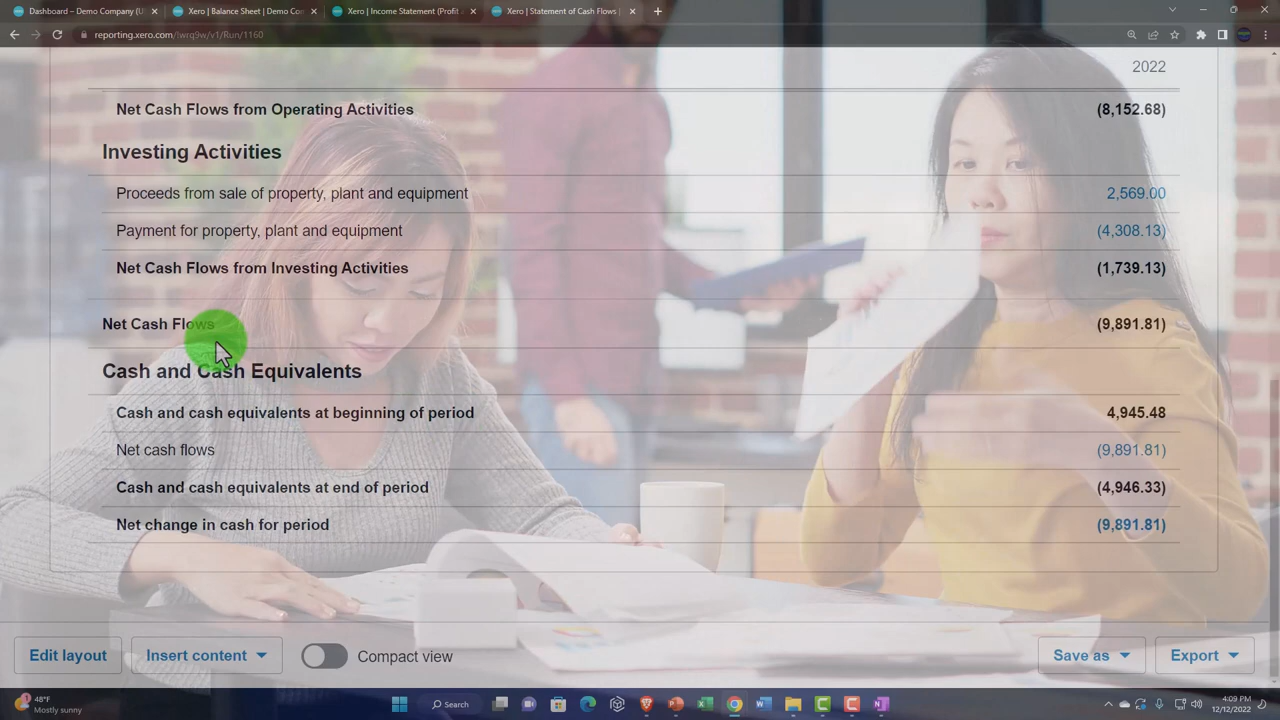 Dashboard – Demo Company (U
Xero | Balance Sheet | Demo Con
Xero | Income Statement (Profit a
Xero | Statement of Cash Flows |
reporting.xero.com/!wrq9w/v1/Run/1160
2022
Net Cash Flows from Operating Activities (8,152.68)
Investing Activities
Proceeds from sale of property, plant and equipment 2,569.00
Payment for property, plant and equipment (4,308.13)
Net Cash Flows from Investing Activities (1,739.13)
Net Cash Flows (9,891.81)
Cash and Cash Equivalents
Cash and cash equivalents at beginning of period 4,945.48
Net cash flows (9,891.81)
Cash and cash equivalents at end of period (4,946.33)
Net change in cash for period (9,891.81)
Edit layout Insert content Compact view Save as Export
48°F
Mostly sunny
Search
4:09 PM
12/12/2022